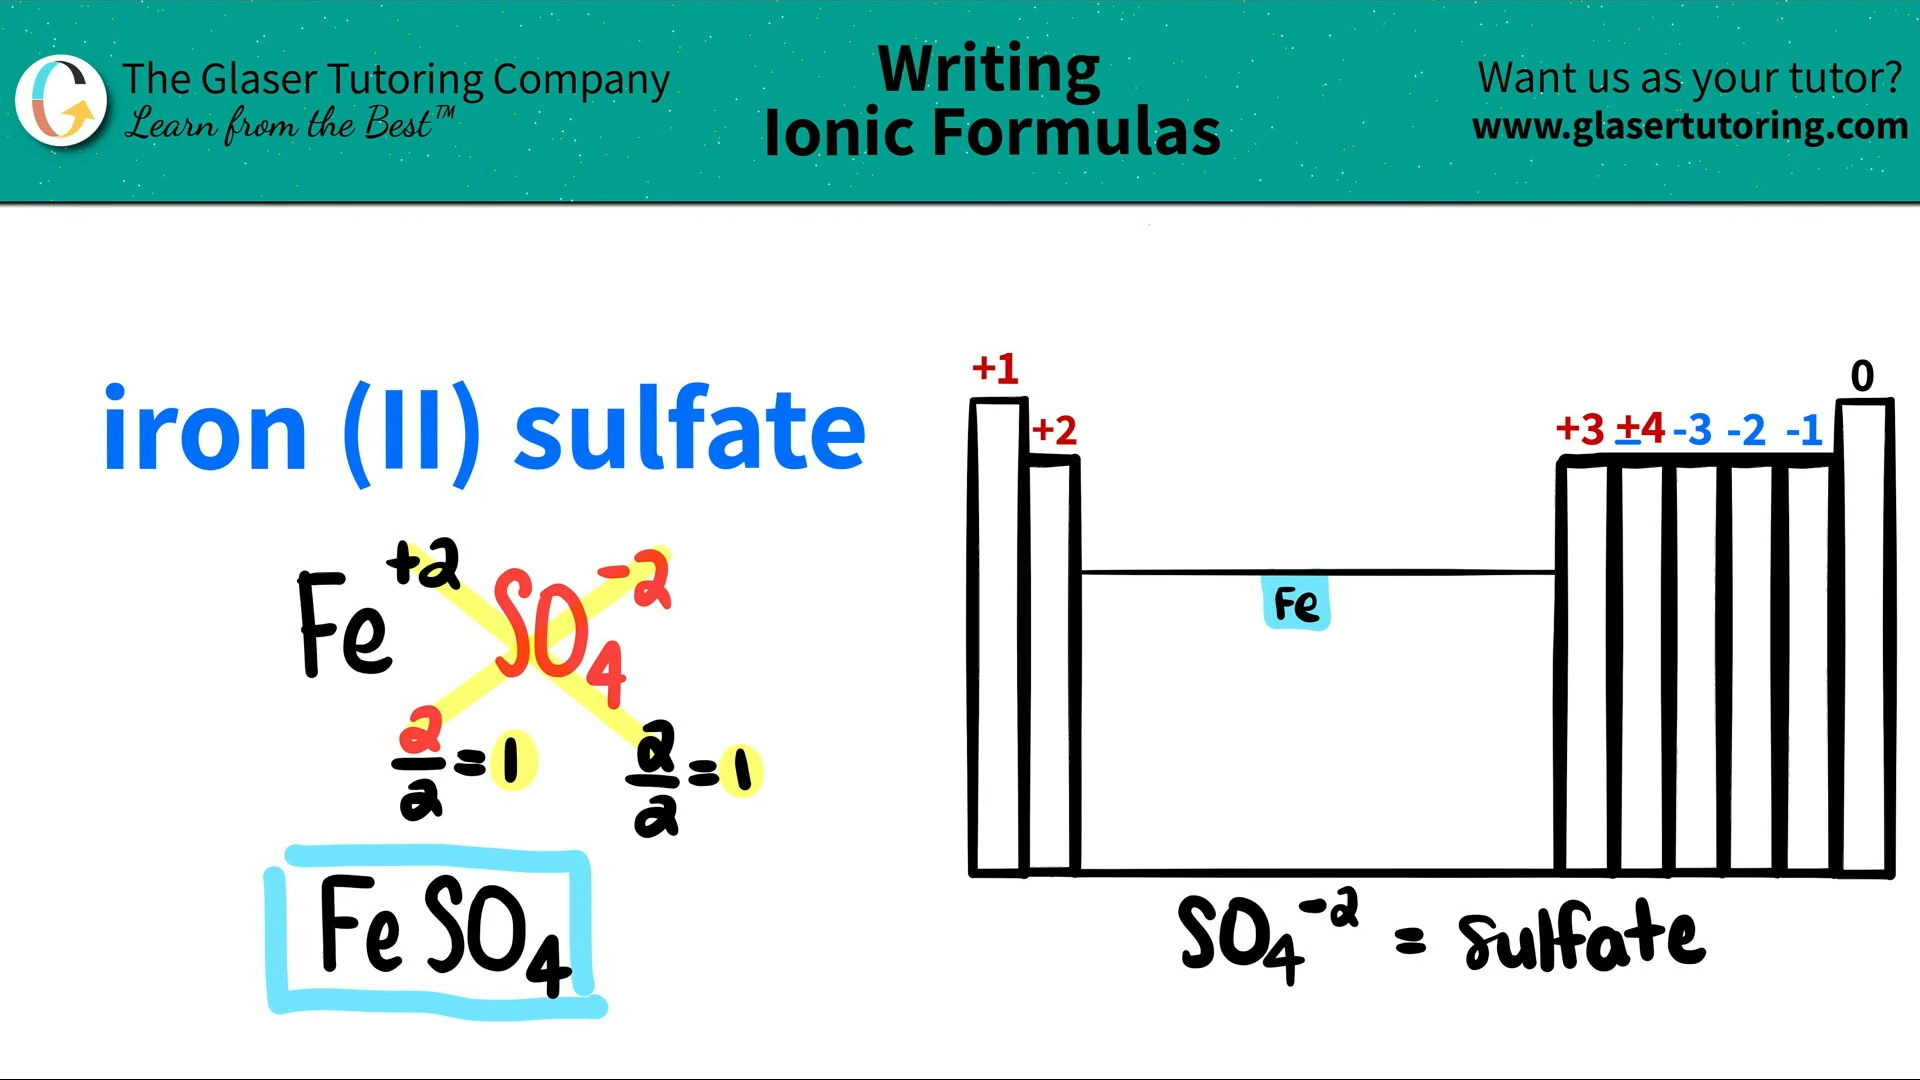 The Glaser Tutoring Company
Learn from the Best™
Writing
Ionic Formulas
Want us as your tutor?
www.glasertutoring.com
iron (II) sulfate
Fe+2 SO4-2
2/2 = 1 2/2 = 1
FeSO4
+1 0
+2 +3 ±4 -3 -2 -1
Fe
SO4-2 = sulfate